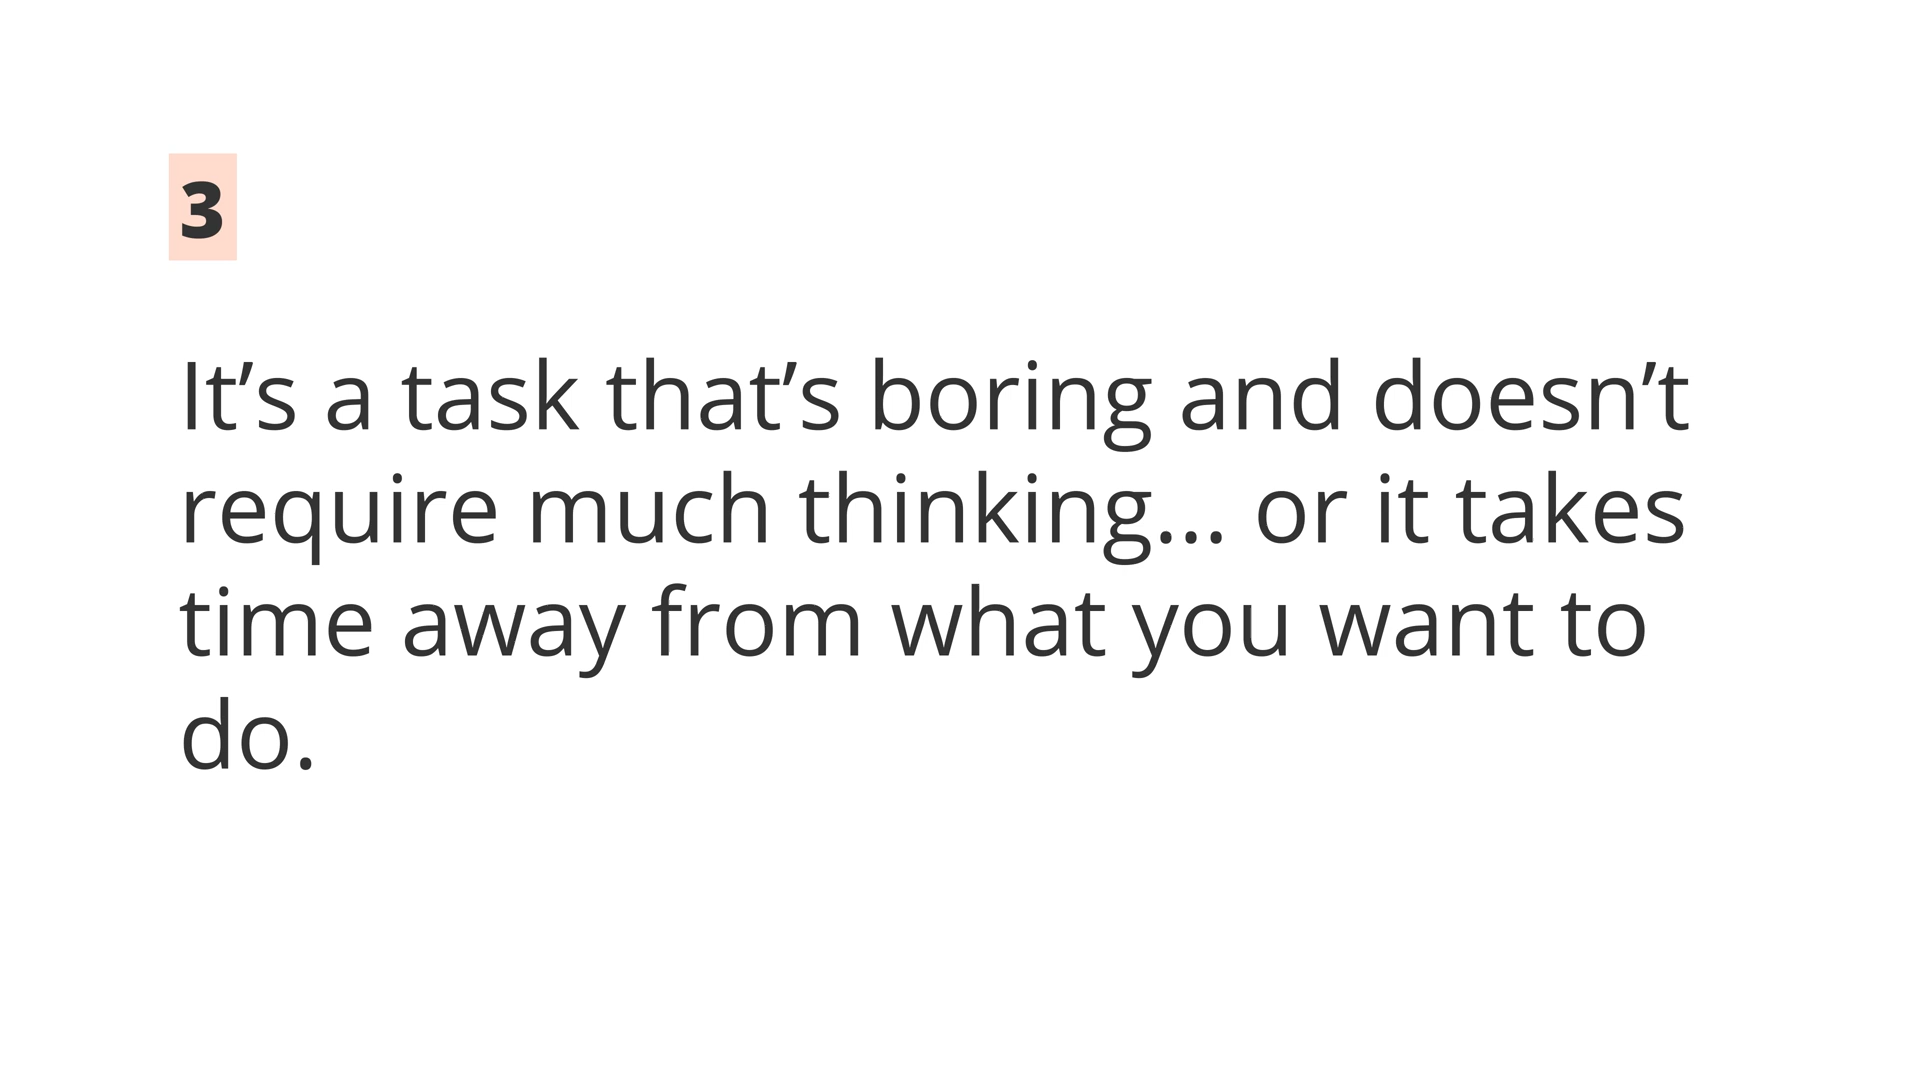 3
It’s a task that’s boring and doesn’t
require much thinking… or it takes
time away from what you want to
do.